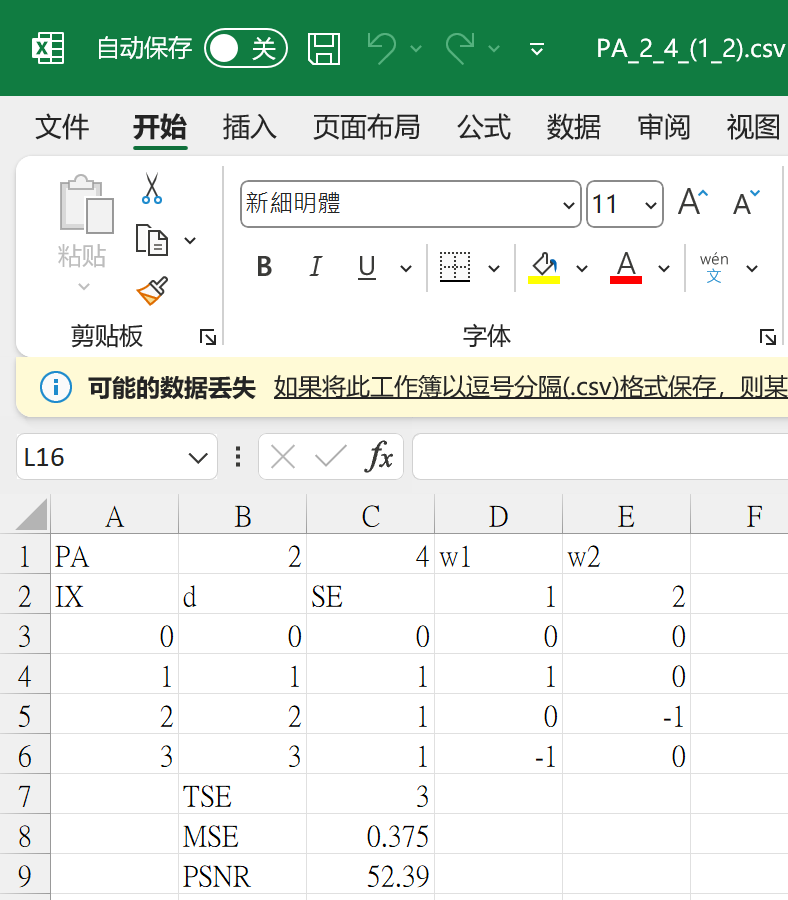 自动保存 关 PA_2_4_(1_2).csv
文件 开始 插入 页面布局 公式 数据 审阅 视图
粘贴
新細明體 11 A A
B I U A wén 文
剪贴板 字体
可能的数据丢失 如果将此工作簿以逗号分隔(.csv)格式保存，则某
L16 fx
A B C D E F
1 PA 2 4 w1 w2
2 IX d SE 1 2
3 0 0 0 0 0
4 1 1 1 1 0
5 2 2 1 0 -1
6 3 3 1 -1 0
7 TSE 3
8 MSE 0.375
9 PSNR 52.39